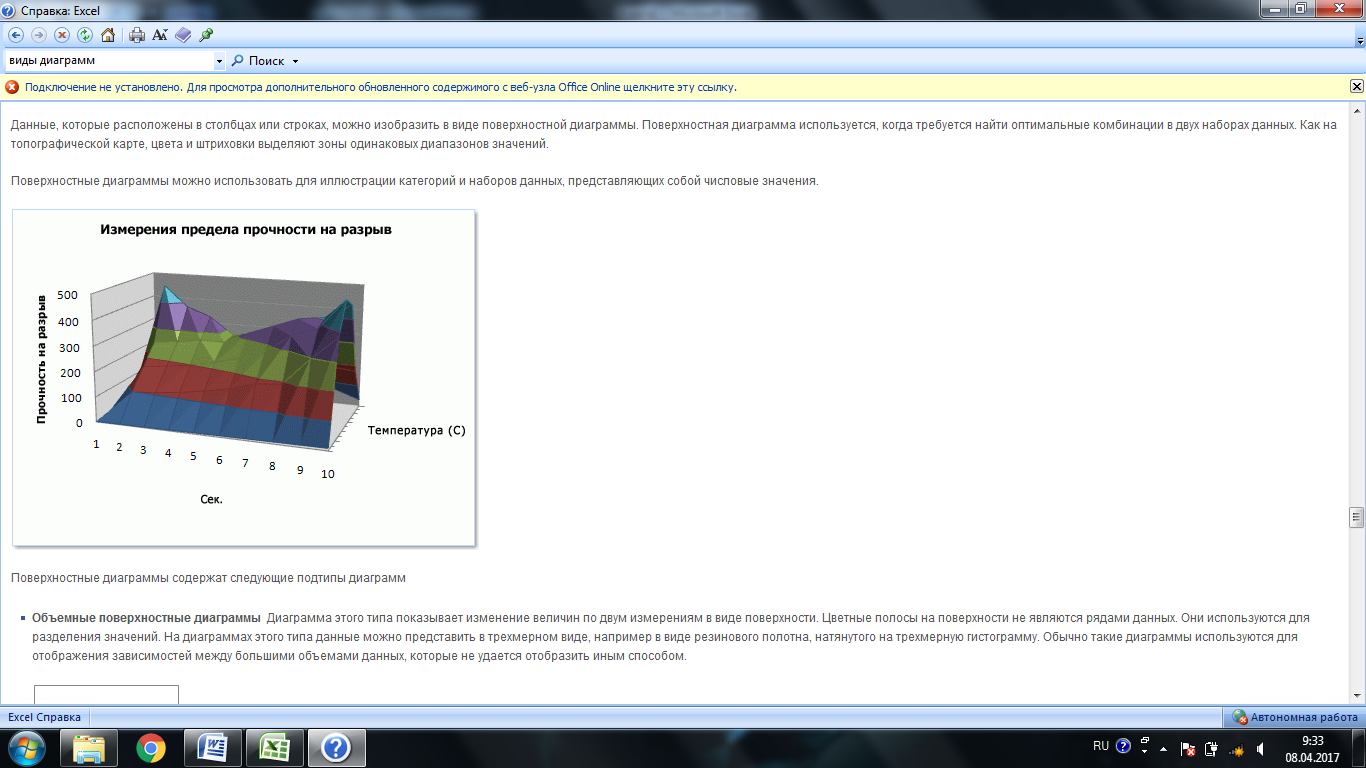 Справка: Excel
виды диаграмм
Поиск
Подключение не установлено. Для просмотра дополнительного обновленного содержимого с веб-узла Office Online щелкните эту ссылку.
Данные, которые расположены в столбцах или строках, можно изобразить в виде поверхностной диаграммы. Поверхностная диаграмма используется, когда требуется найти оптимальные комбинации в двух наборах данных. Как на
топографической карте, цвета и штриховки выделяют зоны одинаковых диапазонов значений.
Поверхностные диаграммы можно использовать для иллюстрации категорий и наборов данных, представляющих собой числовые значения.
Измерения предела прочности на разрыв
Прочность на разрыв
500
400
300
200
100
0
1 2 3 4 5 6 7 8 9 10
Температура (C)
Сек.
Поверхностные диаграммы содержат следующие подтипы диаграмм
Объемные поверхностные диаграммы Диаграмма этого типа показывает изменение величин по двум измерениям в виде поверхности. Цветные полосы на поверхности не являются рядами данных. Они используются для
разделения значений. На диаграммах этого типа данные можно представить в трехмерном виде, например в виде резинового полотна, натянутого на трехмерную гистограмму. Обычно такие диаграммы используются для
отображения зависимостей между большими объемами данных, которые не удается отобразить иным способом.
Excel Справка
Автономная работа
RU
9:33
08.04.2017